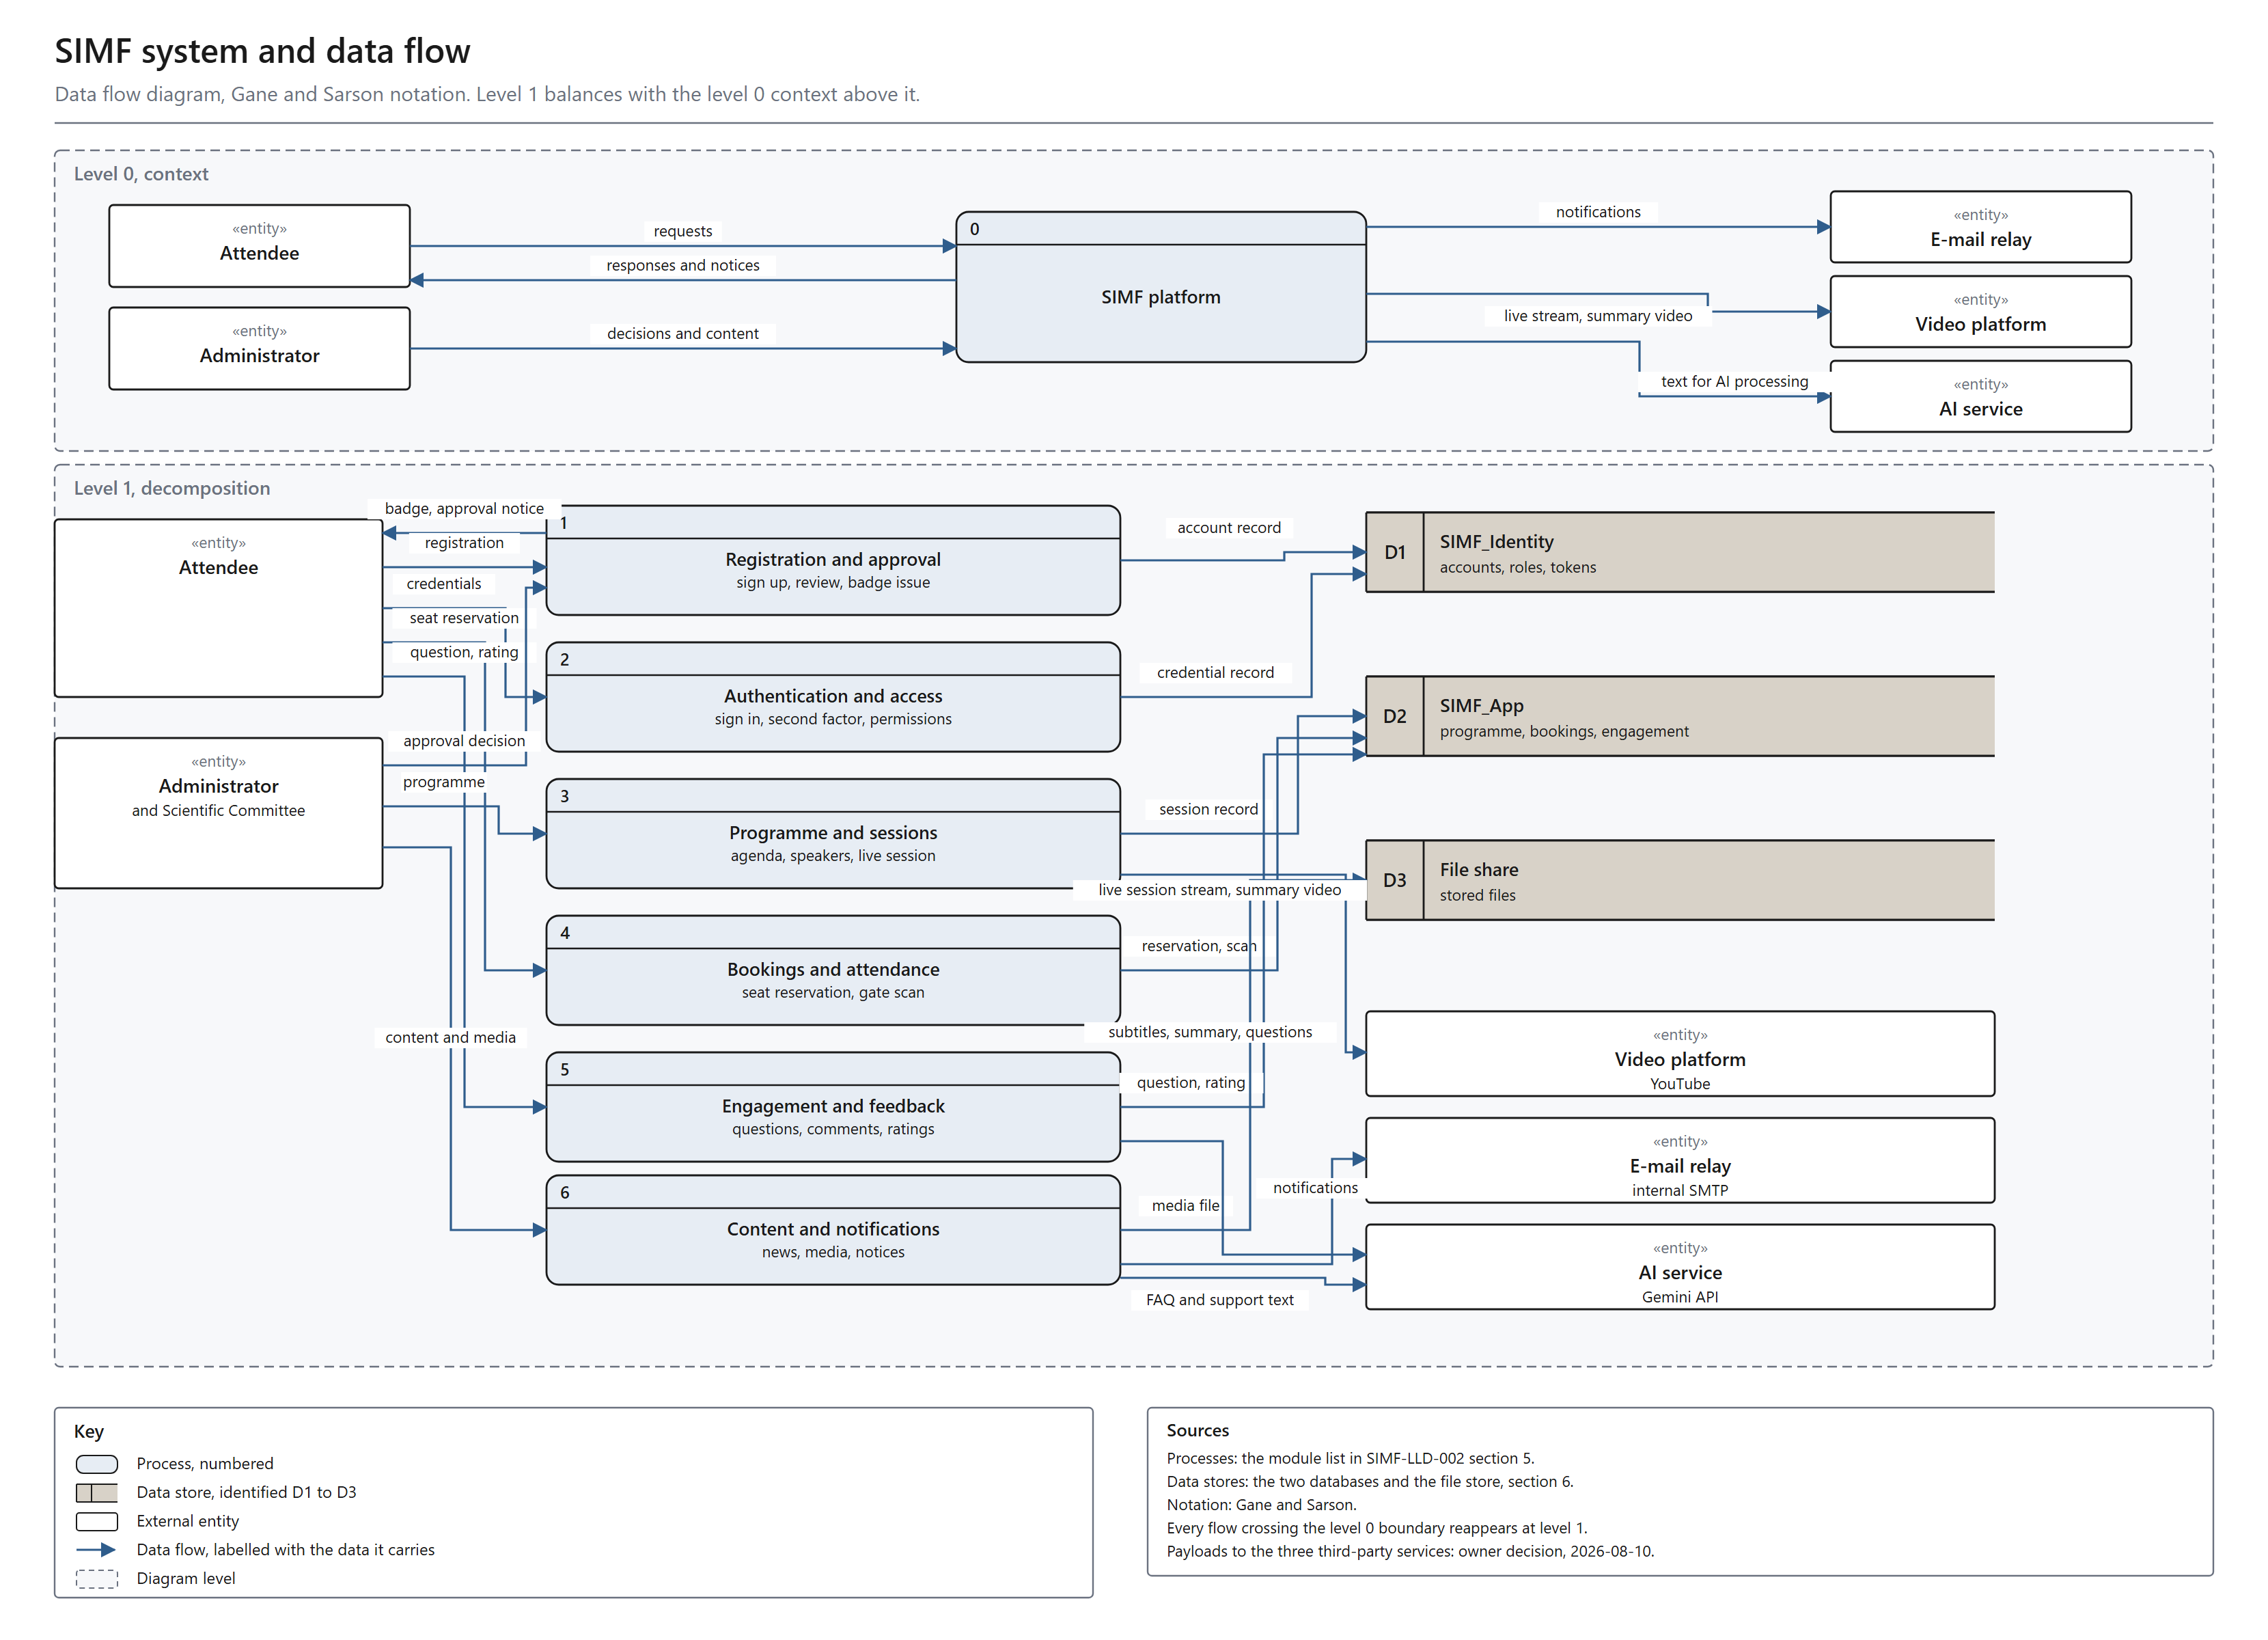 SIMF system and data flow
Data flow diagram, Gane and Sarson notation. Level 1 balances with the level 0 context above it.
Level 0, context
«entity»
Attendee
«entity»
Administrator
requests
responses and notices
decisions and content
0
SIMF platform
notifications
live stream, summary video
text for AI processing
«entity»
E-mail relay
«entity»
Video platform
«entity»
AI service
Level 1, decomposition
«entity»
Attendee
«entity»
Administrator
and Scientific Committee
badge, approval notice
registration
credentials
seat reservation
question, rating
approval decision
programme
content and media
1
Registration and approval
sign up, review, badge issue
2
Authentication and access
sign in, second factor, permissions
3
Programme and sessions
agenda, speakers, live session
4
Bookings and attendance
seat reservation, gate scan
5
Engagement and feedback
questions, comments, ratings
6
Content and notifications
news, media, notices
account record
credential record
session record
live session stream, summary video
reservation, scan
subtitles, summary, questions
question, rating
media file
notifications
FAQ and support text
D1
SIMF_Identity
accounts, roles, tokens
D2
SIMF_App
programme, bookings, engagement
D3
File share
stored files
«entity»
Video platform
YouTube
«entity»
E-mail relay
internal SMTP
«entity»
AI service
Gemini API
Key
Process, numbered
Data store, identified D1 to D3
External entity
Data flow, labelled with the data it carries
Diagram level
Sources
Processes: the module list in SIMF-LLD-002 section 5.
Data stores: the two databases and the file store, section 6.
Notation: Gane and Sarson.
Every flow crossing the level 0 boundary reappears at level 1.
Payloads to the three third-party services: owner decision, 2026-08-10.